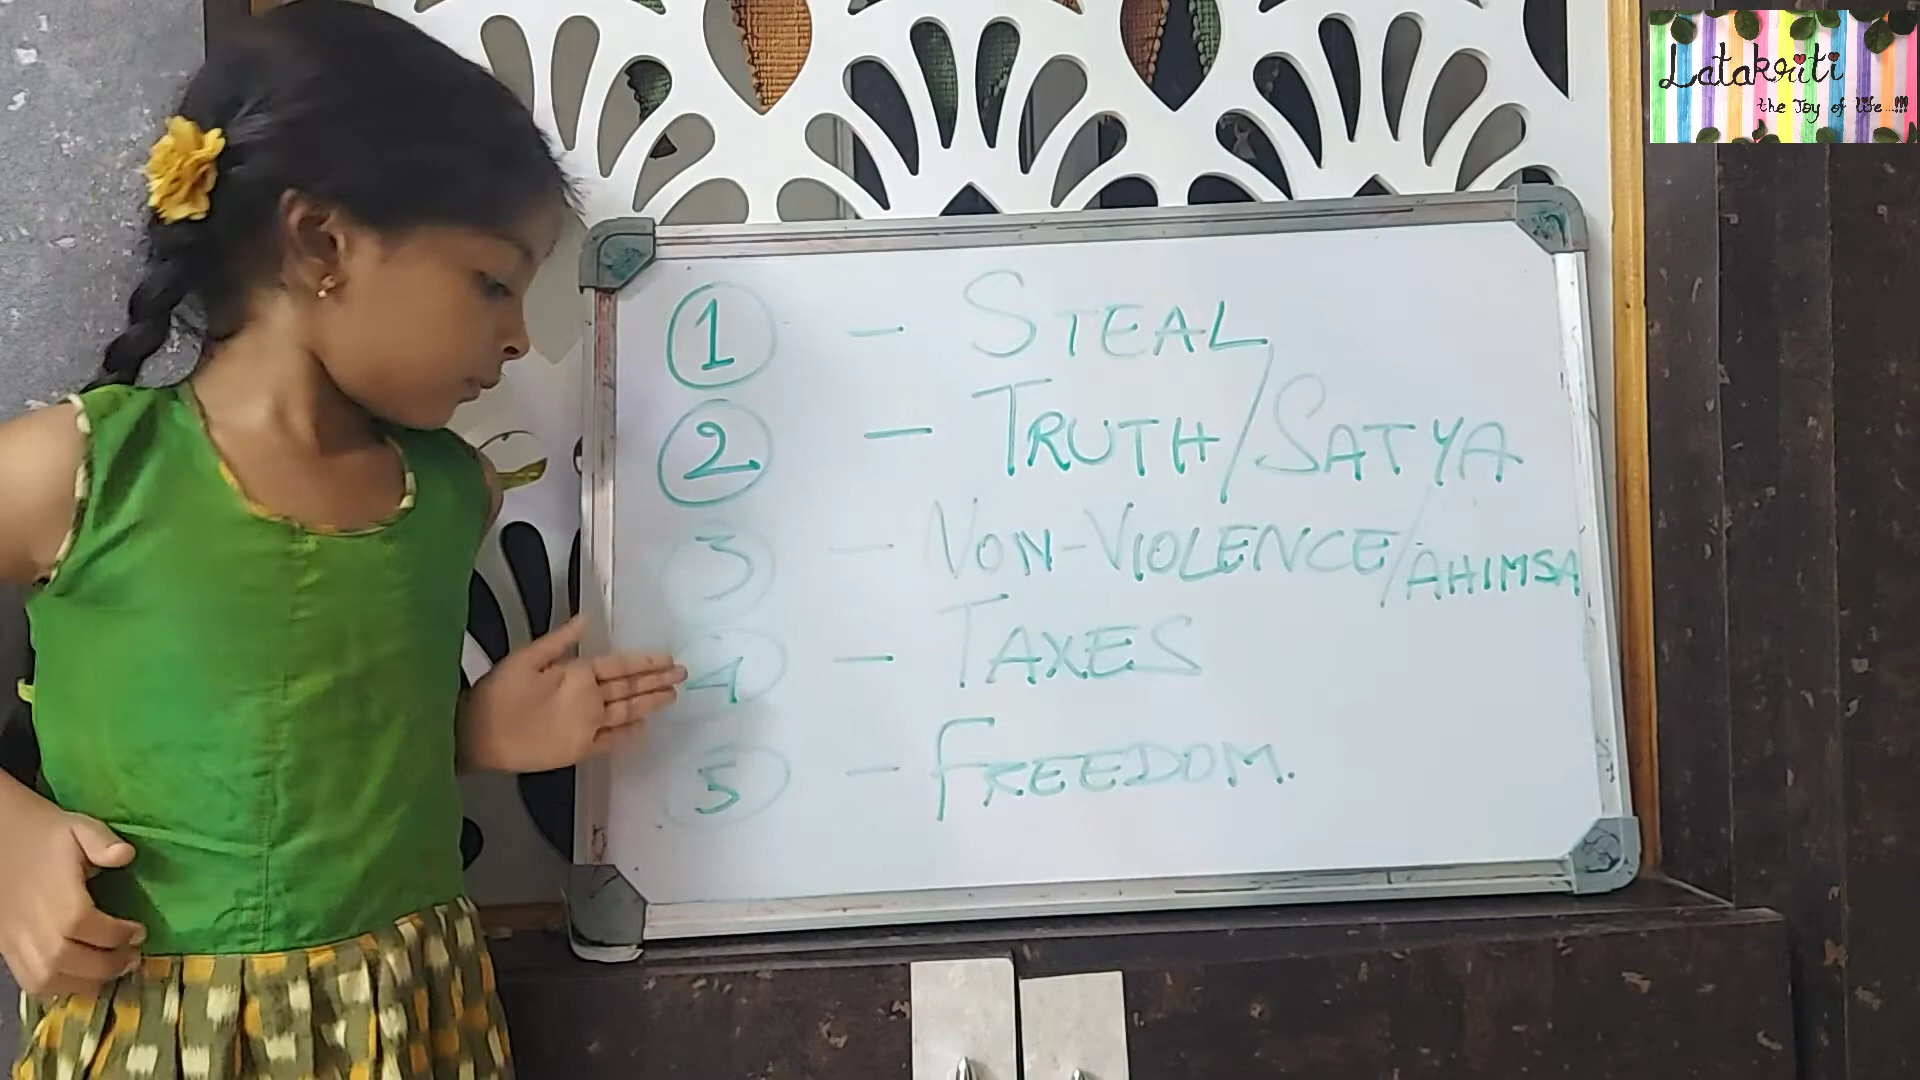 Latakriti
the Joy of life...!!!
1 - STEAL
2 - TRUTH/SATYA
3 - NON-VIOLENCE/AHIMSA
4 - TAXES
5 - FREEDOM.